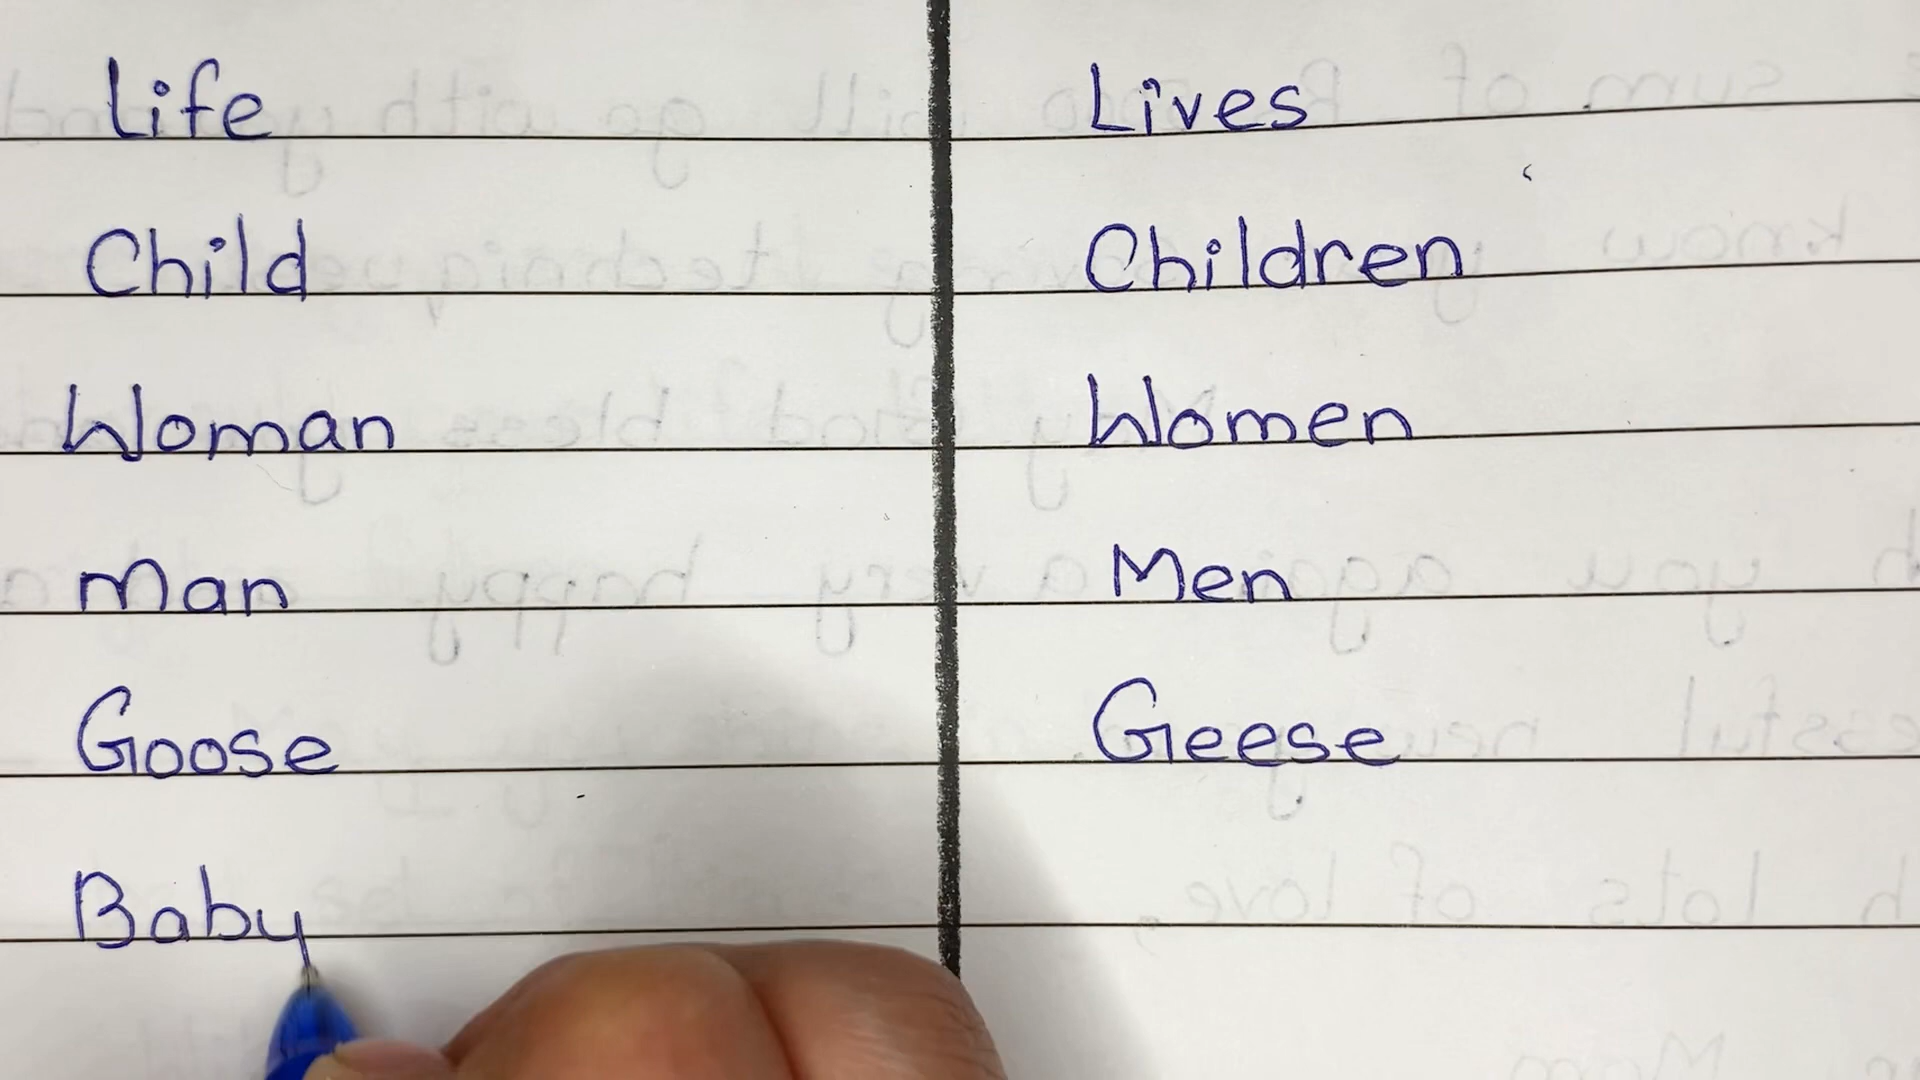 Life Lives
Child Children
Woman Women
Man Men
Goose Geese
Baby